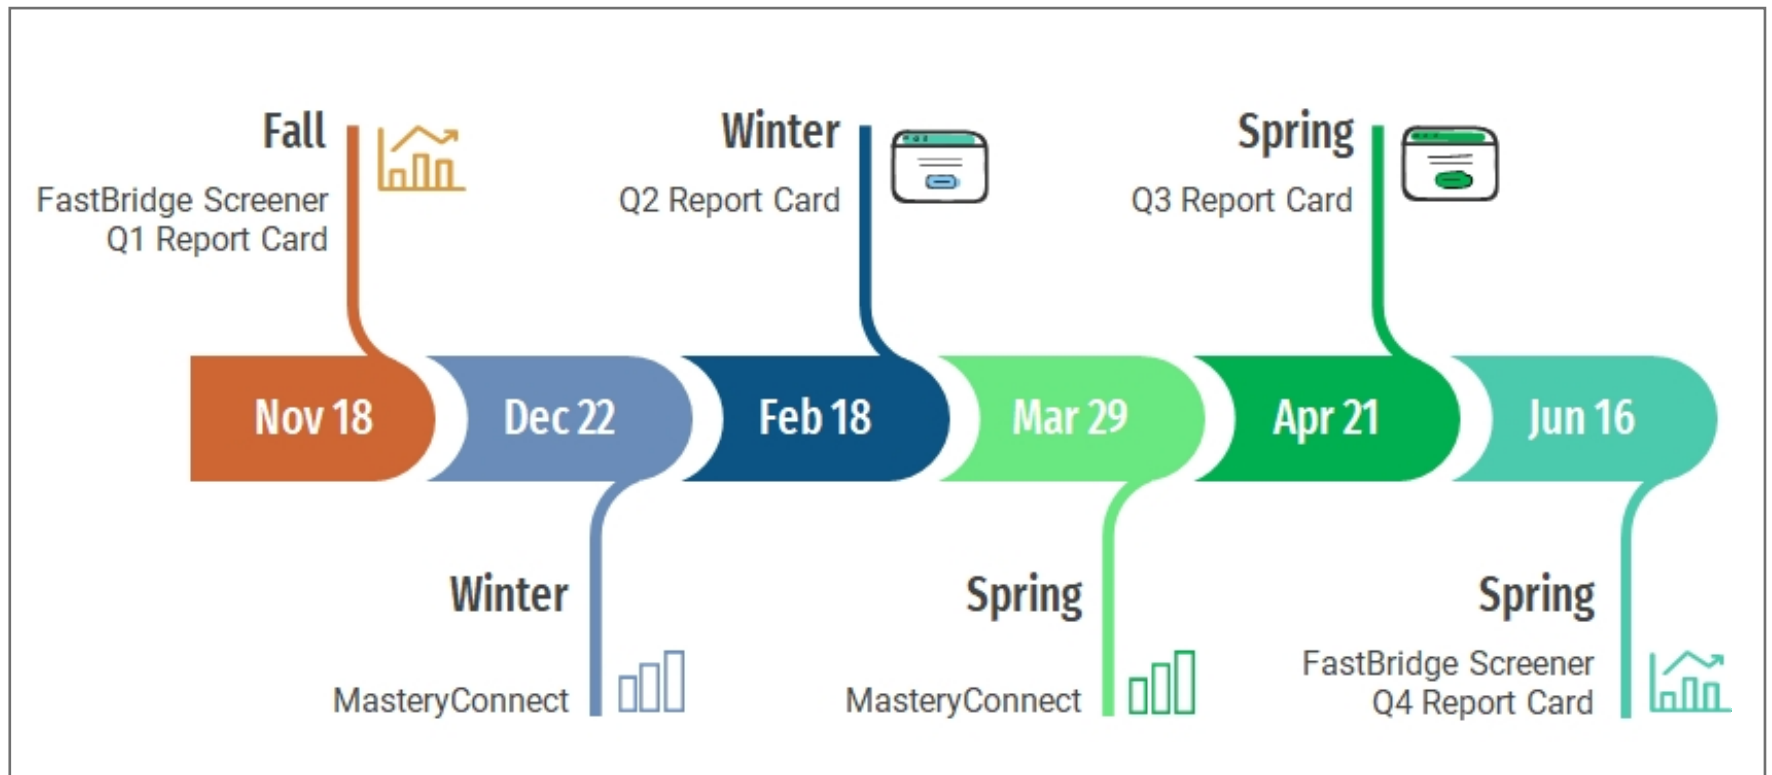 Fall
FastBridge Screener
Q1 Report Card
Winter
Q2 Report Card
Spring
Q3 Report Card
Nov 18
Dec 22
Feb 18
Mar 29
Apr 21
Jun 16
Winter
MasteryConnect
Spring
MasteryConnect
Spring
FastBridge Screener
Q4 Report Card